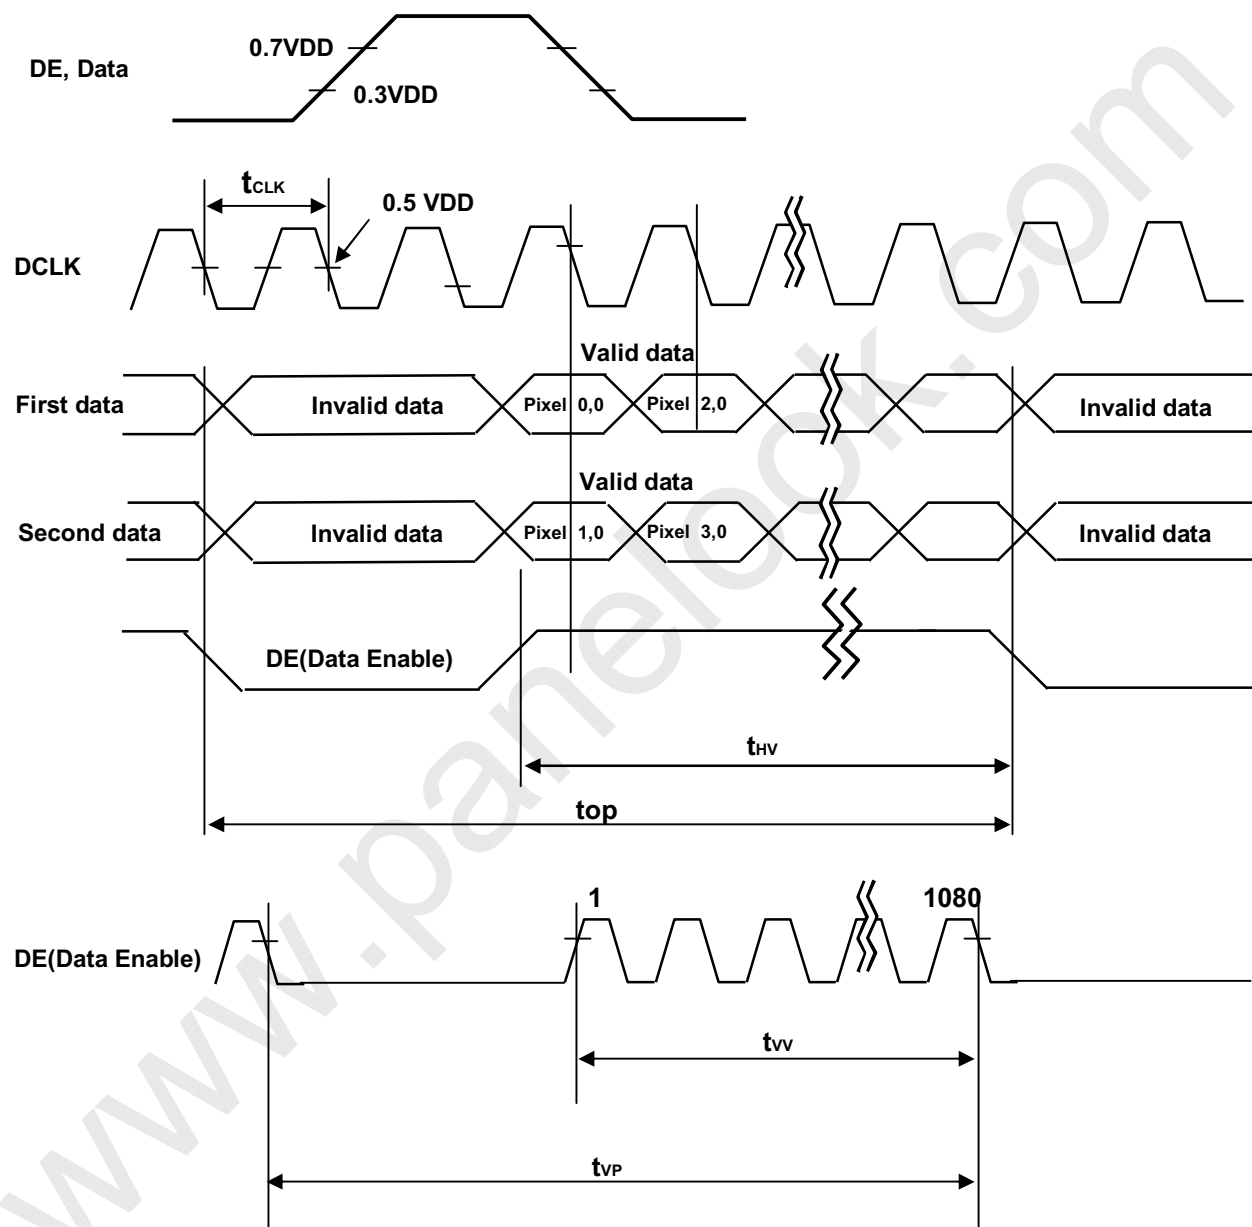 0.7VDD
DE, Data
0.3VDD
tCLK
0.5 VDD
DCLK
Valid data
First data
Invalid data
Pixel 0,0
Pixel 2,0
Invalid data
Valid data
Second data
Invalid data
Pixel 1,0
Pixel 3,0
Invalid data
DE(Data Enable)
tHV
top
1
1080
DE(Data Enable)
tVV
tVP
www.panelook.com